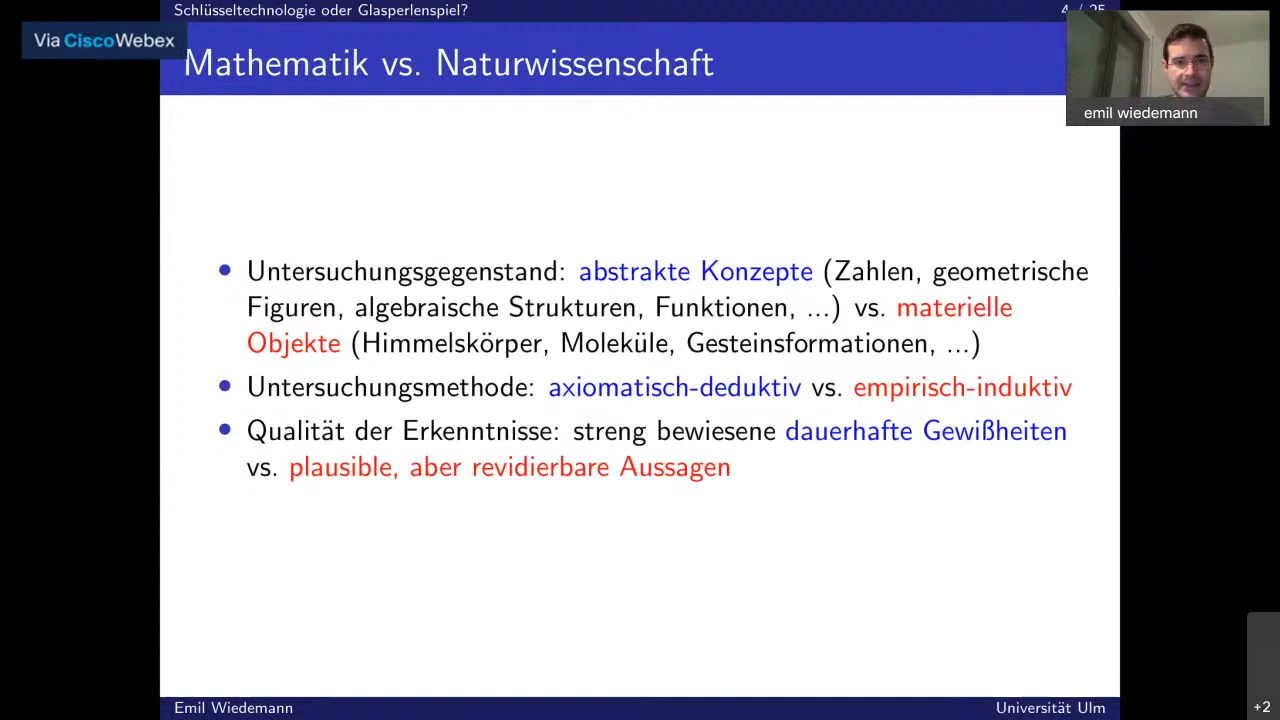 Schlüsseltechnologie oder Glasperlenspiel?
4 / 25
Via CiscoWebex
Mathematik vs. Naturwissenschaft
emil wiedemann
• Untersuchungsgegenstand: abstrakte Konzepte (Zahlen, geometrische
Figuren, algebraische Strukturen, Funktionen, ...) vs. materielle
Objekte (Himmelskörper, Moleküle, Gesteinsformationen, ...)
• Untersuchungsmethode: axiomatisch-deduktiv vs. empirisch-induktiv
• Qualität der Erkenntnisse: streng bewiesene dauerhafte Gewißheiten
vs. plausible, aber revidierbare Aussagen
Emil Wiedemann
Universität Ulm
+2